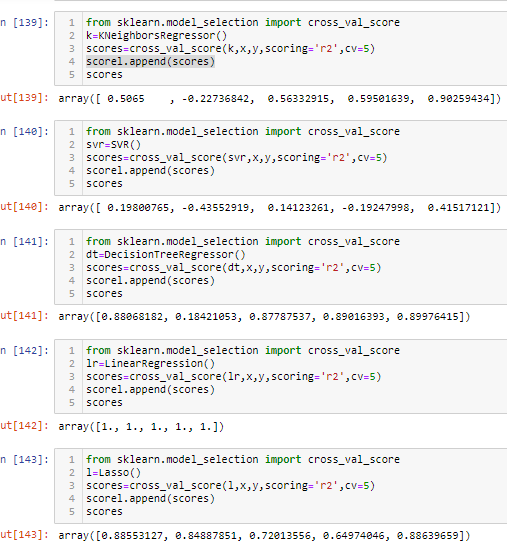 n [139]: 1 from sklearn.model_selection import cross_val_score
2 k=KNeighborsRegressor()
3 scores=cross_val_score(k,x,y,scoring='r2',cv=5)
4 scorel.append(scores)
5 scores
ut[139]: array([ 0.5065    , -0.22736842,  0.56332915,  0.59501639,  0.90259434])
n [140]: 1 from sklearn.model_selection import cross_val_score
2 svr=SVR()
3 scores=cross_val_score(svr,x,y,scoring='r2',cv=5)
4 scorel.append(scores)
5 scores
ut[140]: array([ 0.19800765, -0.43552919,  0.14123261, -0.19247998,  0.41517121])
n [141]: 1 from sklearn.model_selection import cross_val_score
2 dt=DecisionTreeRegressor()
3 scores=cross_val_score(dt,x,y,scoring='r2',cv=5)
4 scorel.append(scores)
5 scores
ut[141]: array([0.88068182, 0.18421053, 0.87787537, 0.89016393, 0.89976415])
n [142]: 1 from sklearn.model_selection import cross_val_score
2 lr=LinearRegression()
3 scores=cross_val_score(lr,x,y,scoring='r2',cv=5)
4 scorel.append(scores)
5 scores
ut[142]: array([1., 1., 1., 1., 1.])
n [143]: 1 from sklearn.model_selection import cross_val_score
2 l=Lasso()
3 scores=cross_val_score(l,x,y,scoring='r2',cv=5)
4 scorel.append(scores)
5 scores
ut[143]: array([0.88553127, 0.84887851, 0.72013556, 0.64974046, 0.88639659])